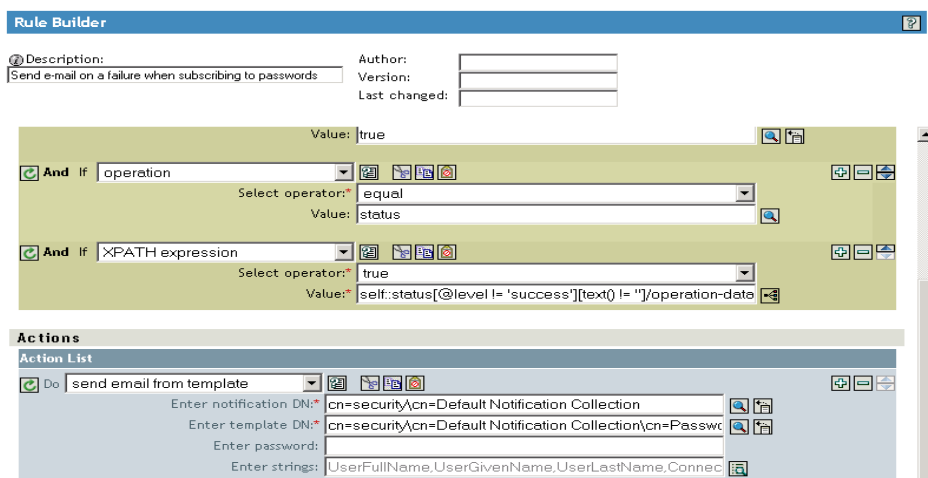 Rule Builder
?
Description:
Send e-mail on a failure when subscribing to passwords
Author:
Version:
Last changed:
Value: true
And If operation
Select operator:* equal
Value: status
And If XPATH expression
Select operator:* true
Value:* self::status[@level != 'success'][text() != '']/operation-data
Actions
Action List
Do send email from template
Enter notification DN:* cn=security\cn=Default Notification Collection
Enter template DN:* cn=security\cn=Default Notification Collection\cn=Passwo
Enter password:
Enter strings: UserFullName,UserGivenName,UserLastName,Connec